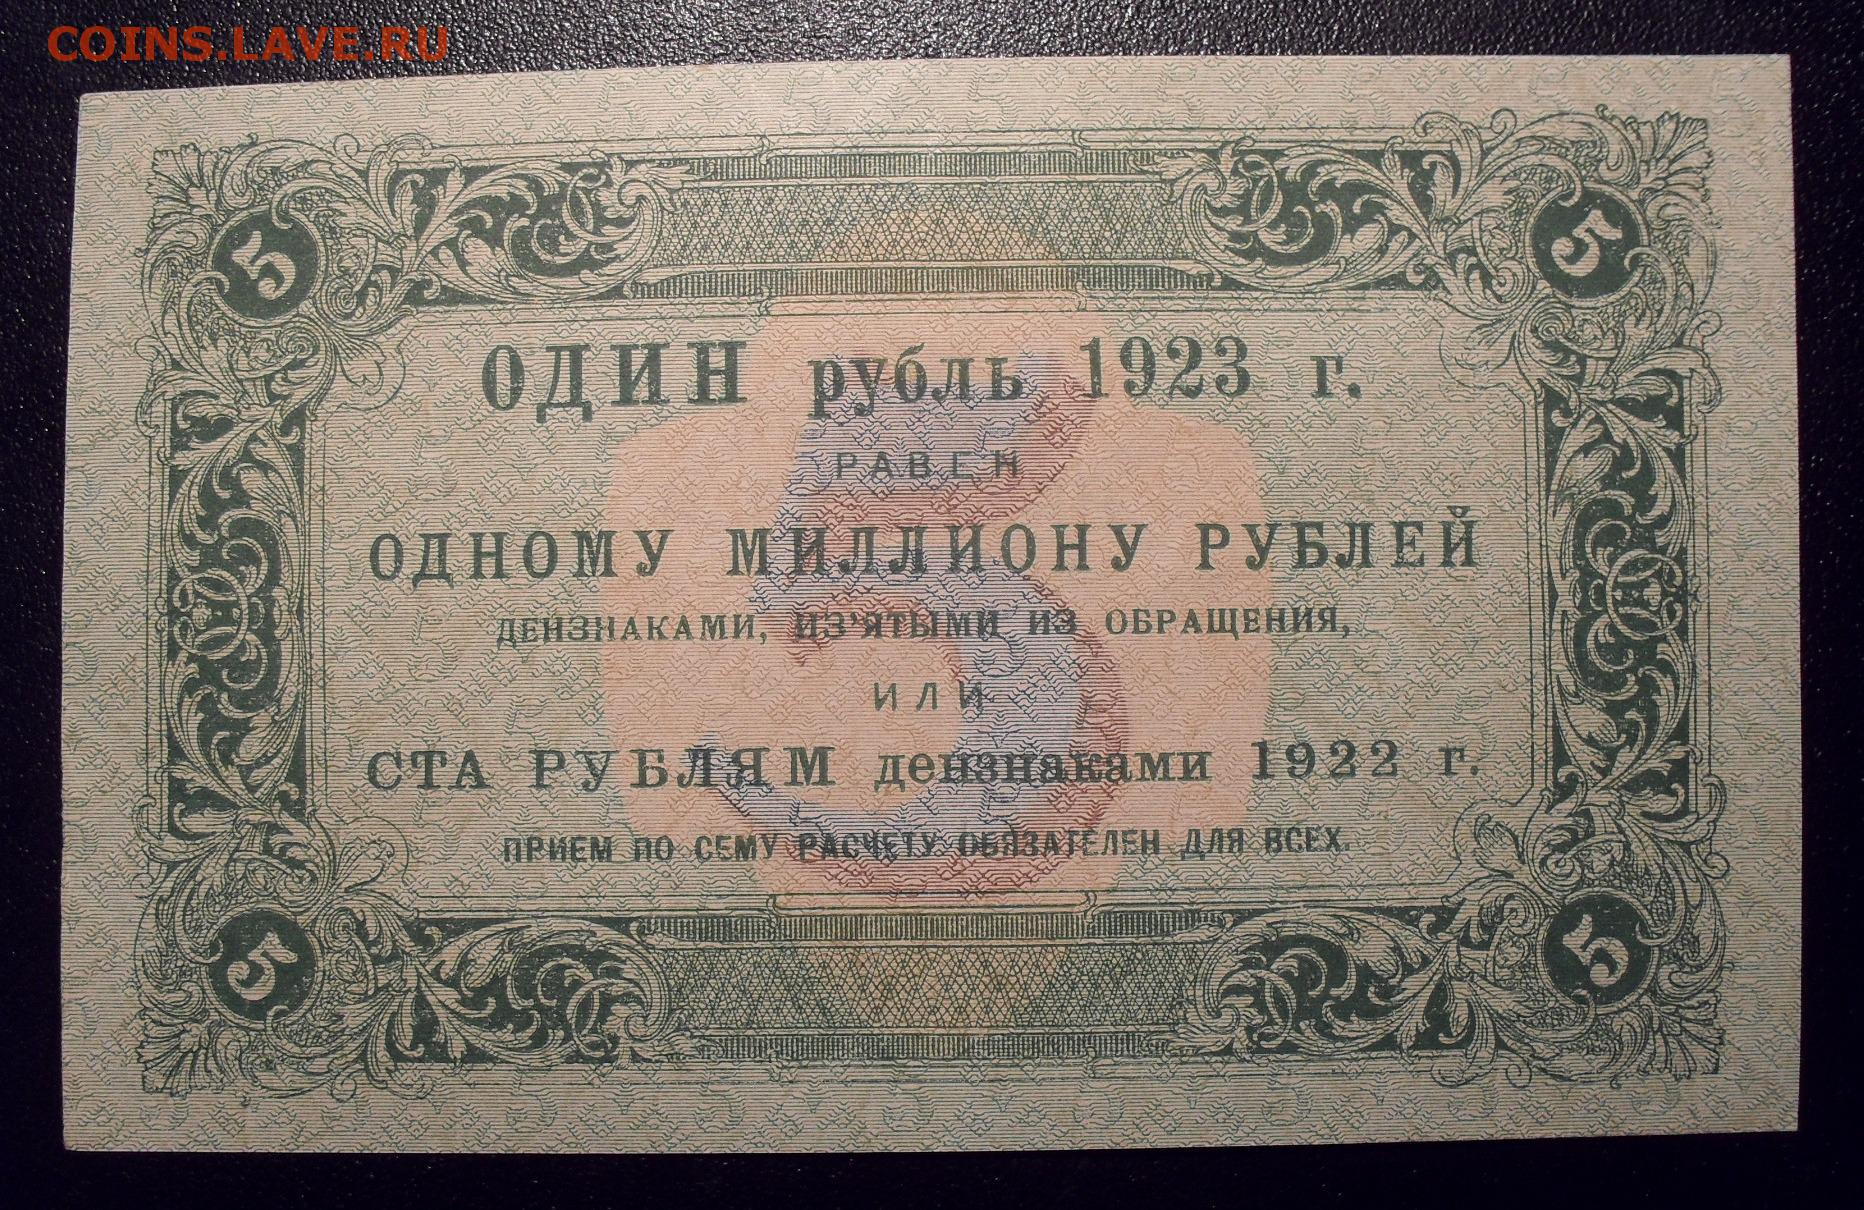 COINS.LAVE.RU
5 5
ОДИН рубль 1923 г.
РАВЕН
ОДНОМУ МИЛЛИОНУ РУБЛЕЙ
ДЕНЗНАКАМИ, ИЗ'ЯТЫМИ ИЗ ОБРАЩЕНИЯ,
ИЛИ
5
СТА РУБЛЯМ дензнаками 1922 г.
ПРИЕМ ПО СЕМУ РАСЧЕТУ ОБЯЗАТЕЛЕН ДЛЯ ВСЕХ.
5 5